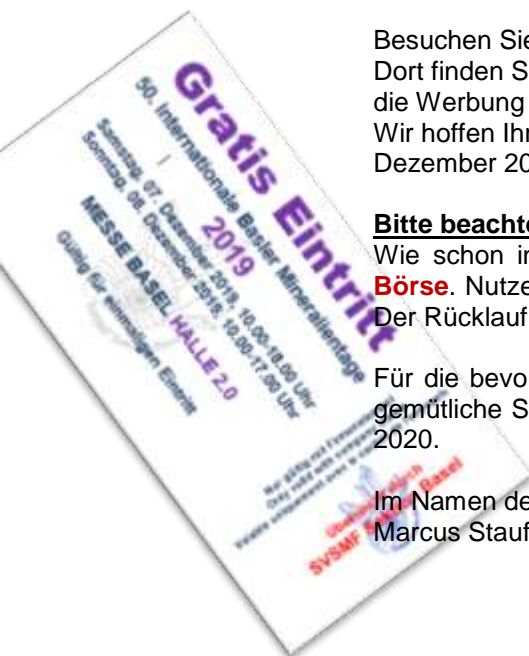 Gratis Eintritt
50. Internationale Basler Mineralientage
2019
Samstag, 07. Dezember 2019, 10.00-18.00 Uhr
Sonntag, 08. Dezember 2019, 10.00-17.00 Uhr
MESSE BASEL HALLE 2.0
Gültig für einmaligen Eintritt
SVSMF Sektion Basel
Besuchen Sie
Dort finden S
die Werbung
Wir hoffen Ihr
Dezember 20
Bitte beachte
Wie schon in
Börse. Nutze
Der Rücklauf
Für die bevo
gemütliche S
2020.
Im Namen de
Marcus Stauf